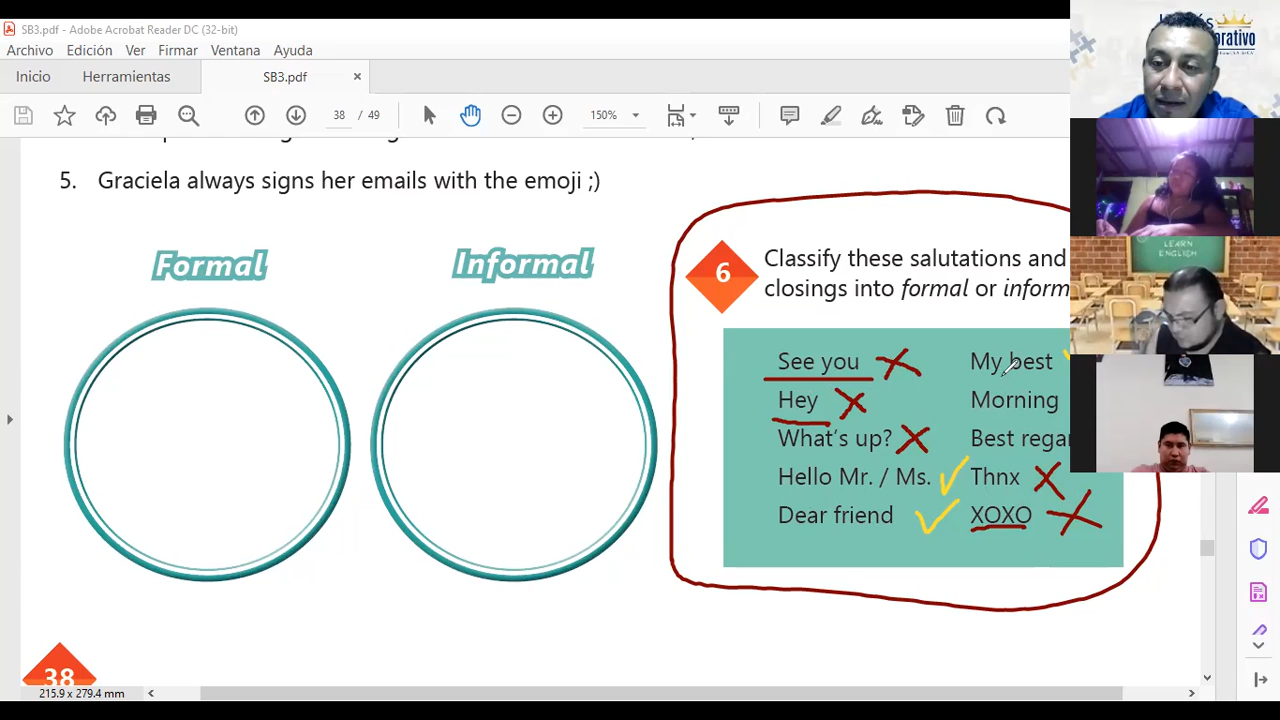 SB3.pdf - Adobe Acrobat Reader DC (32-bit)
Archivo Edición Ver Firmar Ventana Ayuda
Inicio Herramientas SB3.pdf ×
38 / 49 150%
5. Graciela always signs her emails with the emoji ;)
Formal Informal
6 Classify these salutations and
closings into formal or inform
See you My best
Hey Morning
What's up? Best regar
Hello Mr. / Ms. Thnx
Dear friend XOXO
38
215.9 x 279.4 mm
LEARN
ENGLISH